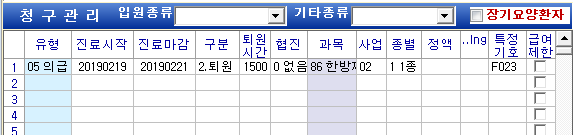 청구관리 입원종류 기타종류 장기요양환자
유형 진료시작 진료마감 구분 퇴원시간 협진 과목 사업 종별 정액 ..Ing 특정기호 급여제한
1 05 의급 20190219 20190221 2.퇴원 1500 0 없음 86 한방자 02 1 1종 F023
2
3
4
5